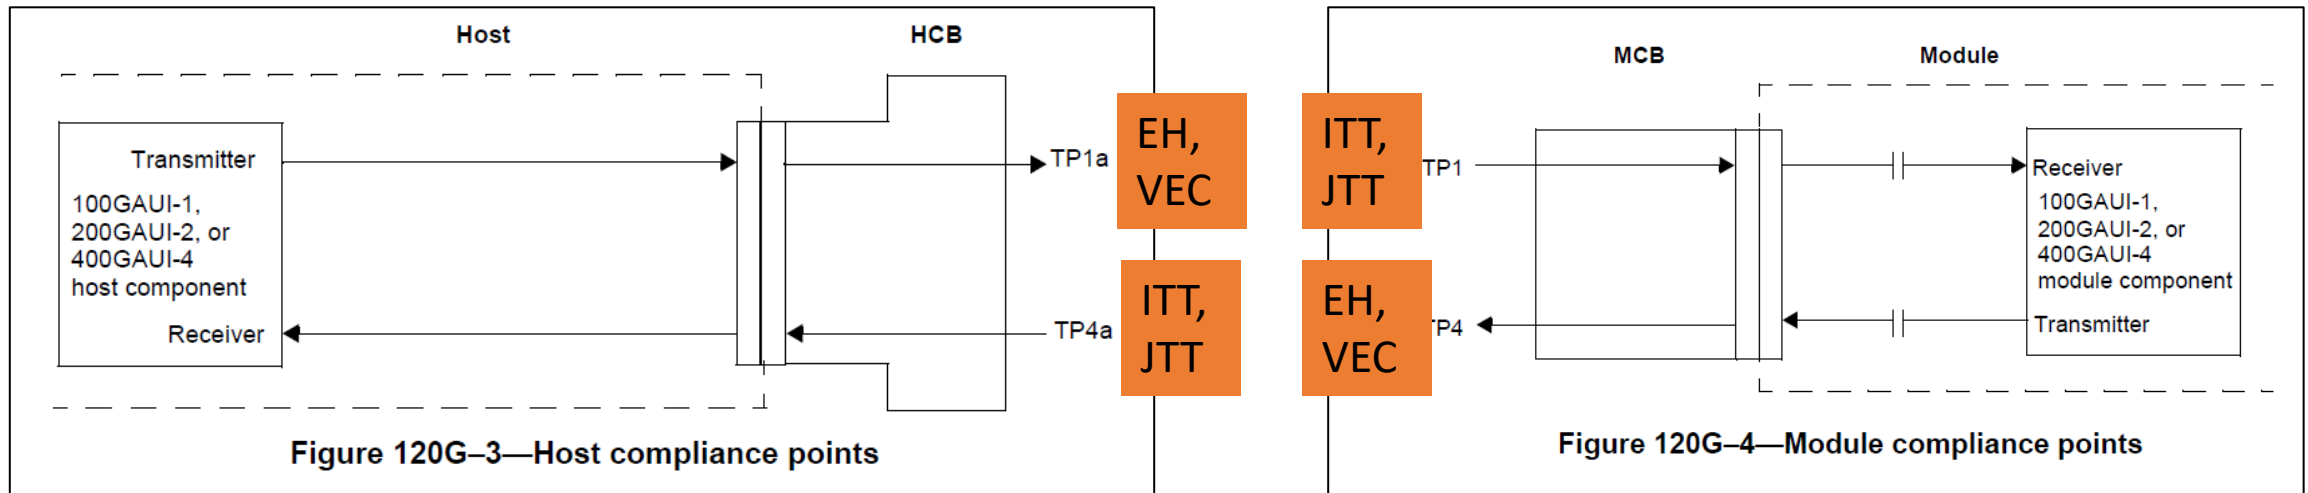 Host
HCB
Transmitter
100GAUI-1,
200GAUI-2, or
400GAUI-4
host component
Receiver
TP1a
TP4a
EH,
VEC
ITT,
JTT
Figure 120G–3—Host compliance points
MCB
Module
ITT,
JTT
EH,
VEC
TP1
TP4
Receiver
100GAUI-1,
200GAUI-2, or
400GAUI-4
module component
Transmitter
Figure 120G–4—Module compliance points